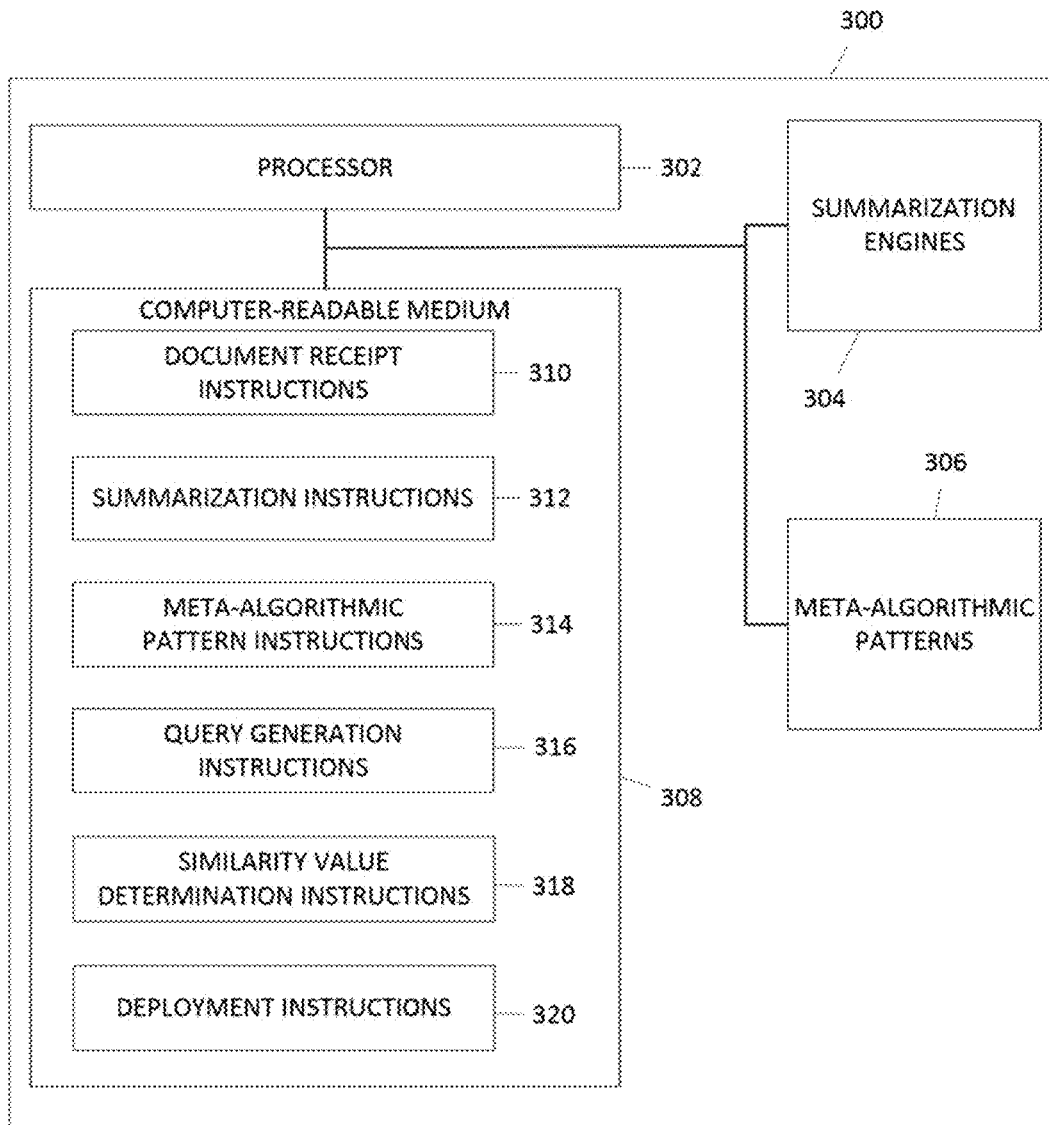 300
PROCESSOR
302
SUMMARIZATION
ENGINES
304
COMPUTER-READABLE MEDIUM
DOCUMENT RECEIPT
INSTRUCTIONS
310
SUMMARIZATION INSTRUCTIONS
312
306
META-ALGORITHMIC
PATTERNS
META-ALGORITHMIC
PATTERN INSTRUCTIONS
314
QUERY GENERATION
INSTRUCTIONS
316
308
SIMILARITY VALUE
DETERMINATION INSTRUCTIONS
318
DEPLOYMENT INSTRUCTIONS
320